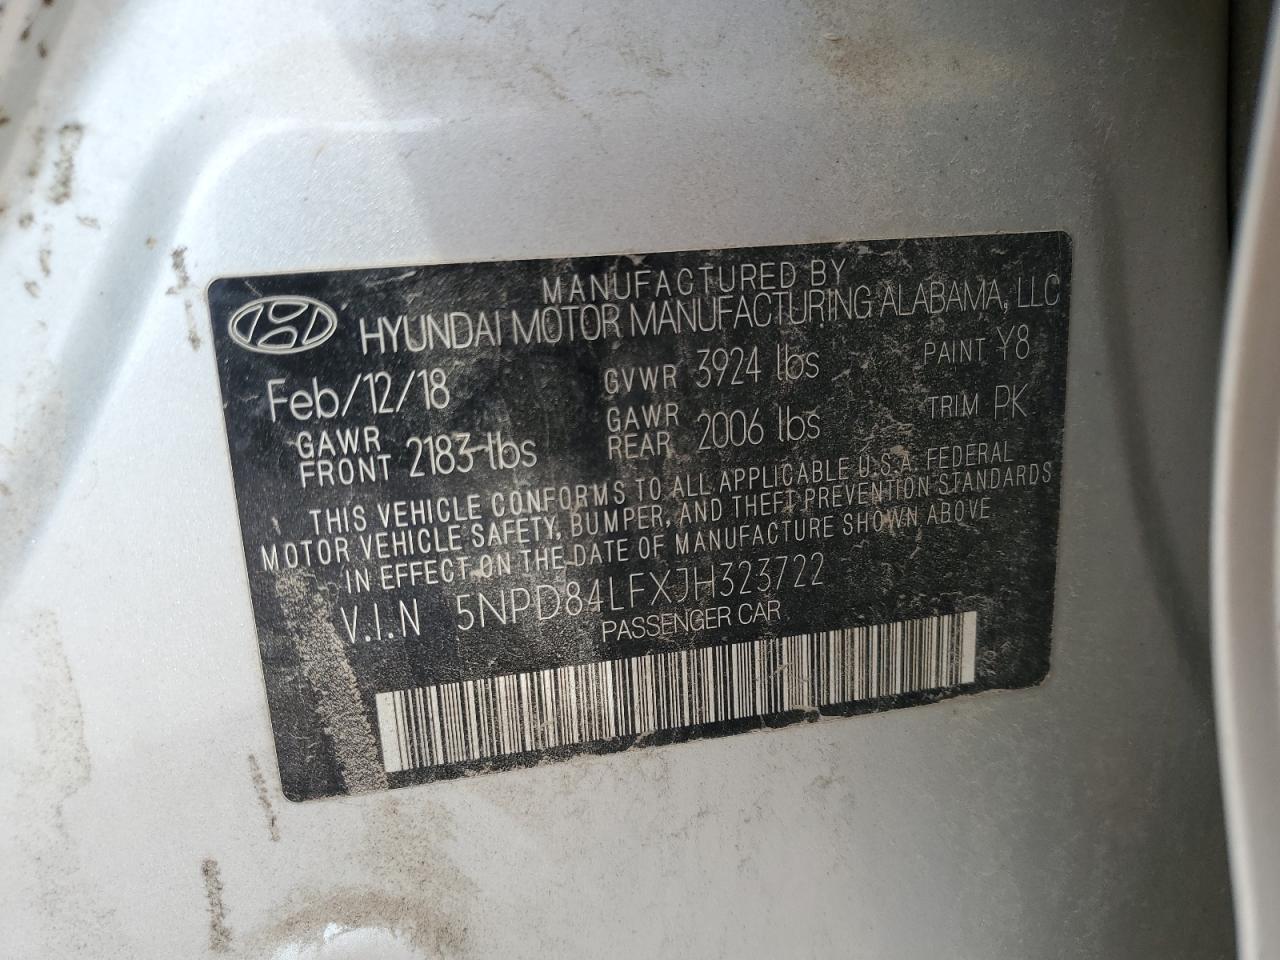 MANUFACTURED BY
HYUNDAI MOTOR MANUFACTURING ALABAMA, LLC
Feb/12/18 GVWR 3924 lbs PAINT Y8
GAWR FRONT 2183 lbs GAWR REAR 2006 lbs TRIM PK
THIS VEHICLE CONFORMS TO ALL APPLICABLE U.S.A. FEDERAL
MOTOR VEHICLE SAFETY, BUMPER, AND THEFT PREVENTION STANDARDS
IN EFFECT ON THE DATE OF MANUFACTURE SHOWN ABOVE
V.I.N 5NPD84LFXJH323722
PASSENGER CAR